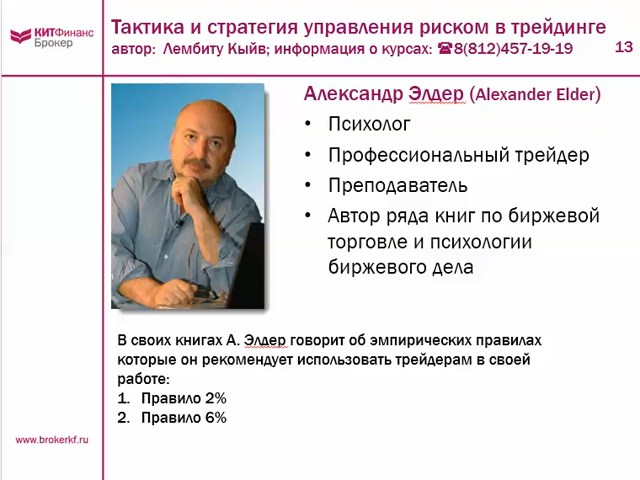 КИТФинанс
Брокер
Тактика и стратегия управления риском в трейдинге
автор: Лембиту Кыйв; информация о курсах: ☎8(812)457-19-19
13
Александр Элдер (Alexander Elder)
• Психолог
• Профессиональный трейдер
• Преподаватель
• Автор ряда книг по биржевой
торговле и психологии
биржевого дела
В своих книгах А. Элдер говорит об эмпирических правилах
которые он рекомендует использовать трейдерам в своей
работе:
1. Правило 2%
2. Правило 6%
www.brokerkf.ru